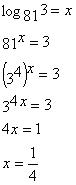 log₈₁3 = x
81ˣ = 3
(3⁴)ˣ = 3
3⁴ˣ = 3
4x = 1
x = 1/4